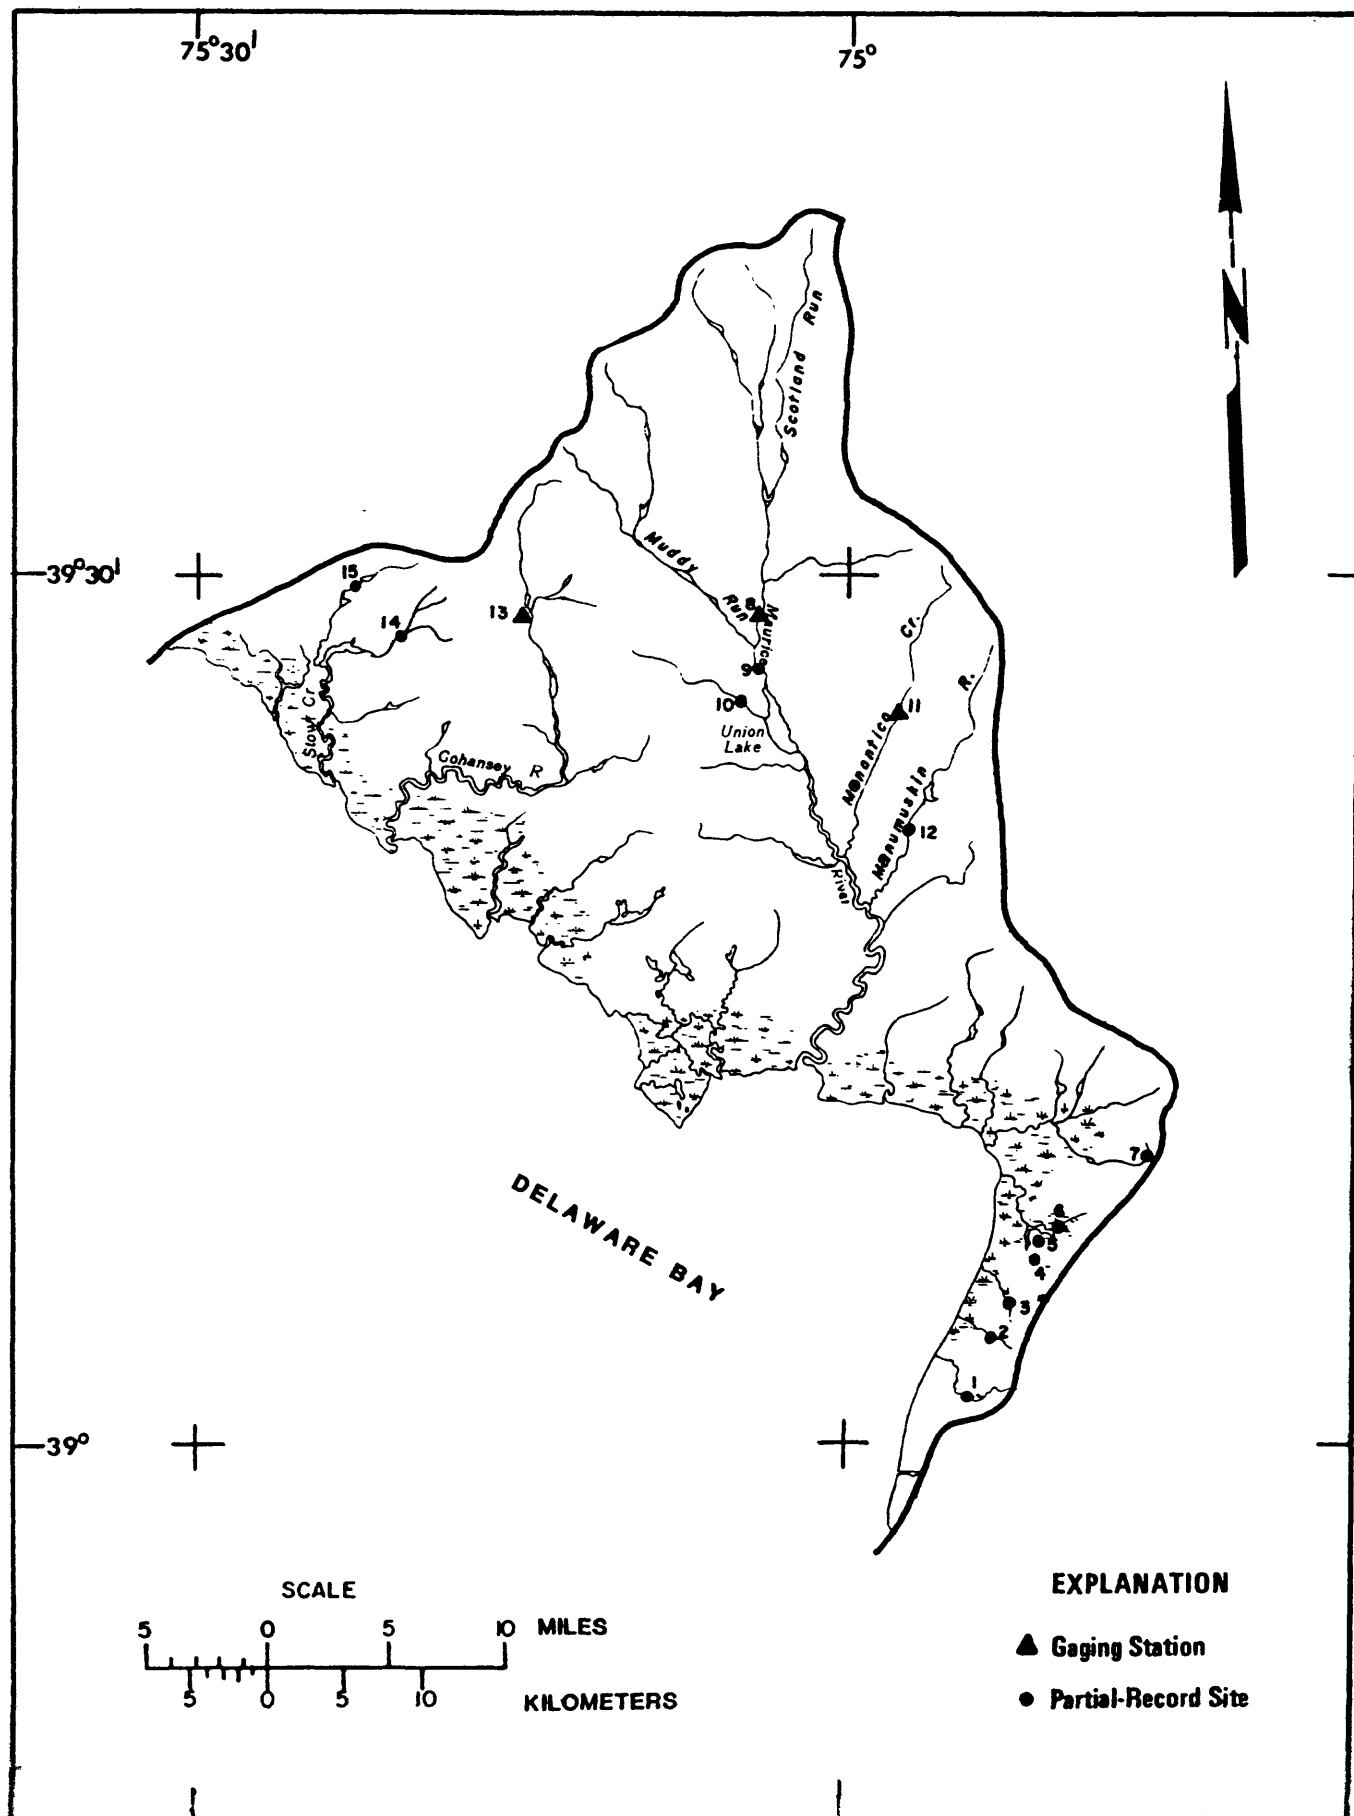 75°30'
75°
N
Scotland Run
Muddy Run
39°30'
15
14
13
8
Maurice
9
10
Union
Lake
Cr.
R.
11
Manantico
Manumuskin
12
Stow Cr
Cohansey R
River
7
6
5
4
3
2
1
DELAWARE BAY
39°
SCALE
5 0 5 10 MILES
5 0 5 10 KILOMETERS
EXPLANATION
Gaging Station
Partial-Record Site